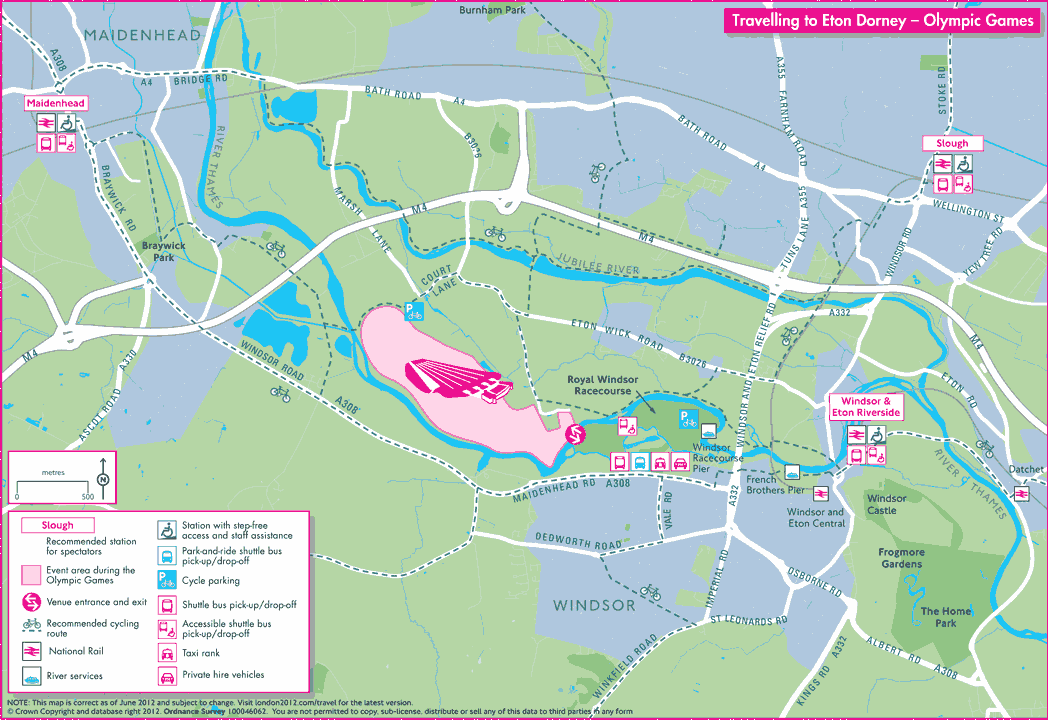 Travelling to Eton Dorney – Olympic Games
Burnham Park
MAIDENHEAD
A308
A4
BRIDGE RD
BATH ROAD
A4
A355
FARNHAM ROAD
A355
STOKE RD
Maidenhead
RIVER THAMES
B3026
BATH ROAD
A4
Slough
BRAYWICK RD
MARSH
LANE
M4
M4
WELLINGTON ST
TUNS LANE
WINDSOR RD
YEW TREE RD
Braywick
Park
JUBILEE RIVER
COURT
LANE
P
A332
M4
M4
A330
ASCOT ROAD
WINDSOR ROAD
A308
ETON WICK ROAD
B3026
WINDSOR AND ETON RELIEF RD
ETON RD
Royal Windsor
Racecourse
P
Windsor &
Eton Riverside
Windsor
Racecourse
Pier
French
Brothers Pier
RIVER THAMES
Datchet
metres
0
500
N
MAIDENHEAD RD
A308
VALE RD
A332
Windsor and
Eton Central
Windsor
Castle
DEDWORTH ROAD
IMPERIAL RD
OSBORNE RD
Frogmore
Gardens
WINDSOR
ST LEONARDS RD
The Home
Park
WINKFIELD ROAD
KINGS RD
A332
ALBERT RD
A308
Slough
Recommended station
for spectators
Event area during the
Olympic Games
Venue entrance and exit
Recommended cycling
route
National Rail
River services
Station with step-free
access and staff assistance
Park-and-ride shuttle bus
pick-up/drop-off
P
Cycle parking
Shuttle bus pick-up/drop-off
Accessible shuttle bus
pick-up/drop-off
Taxi rank
Private hire vehicles
NOTE: This map is correct as of June 2012 and subject to change. Visit london2012.com/travel for the latest version.
© Crown Copyright and database right 2012. Ordnance Survey 100046062. You are not permitted to copy, sub-license, distribute or sell any of this data to third parties in any form